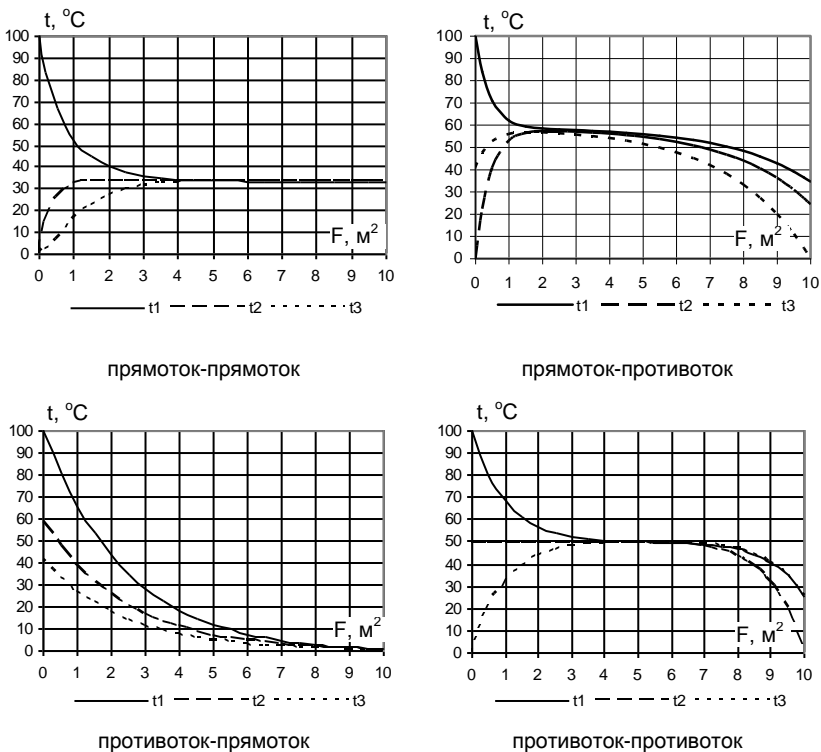 t, °C
100
90
80
70
60
50
40
30
20
10
0
F, м²
0 1 2 3 4 5 6 7 8 9 10
t1 t2 t3
прямоток-прямоток
t, °C
100
90
80
70
60
50
40
30
20
10
0
F, м²
0 1 2 3 4 5 6 7 8 9 10
t1 t2 t3
прямоток-противоток
t, °C
100
90
80
70
60
50
40
30
20
10
0
F, м²
0 1 2 3 4 5 6 7 8 9 10
t1 t2 t3
противоток-прямоток
t, °C
100
90
80
70
60
50
40
30
20
10
0
F, м²
0 1 2 3 4 5 6 7 8 9 10
t1 t2 t3
противоток-противоток